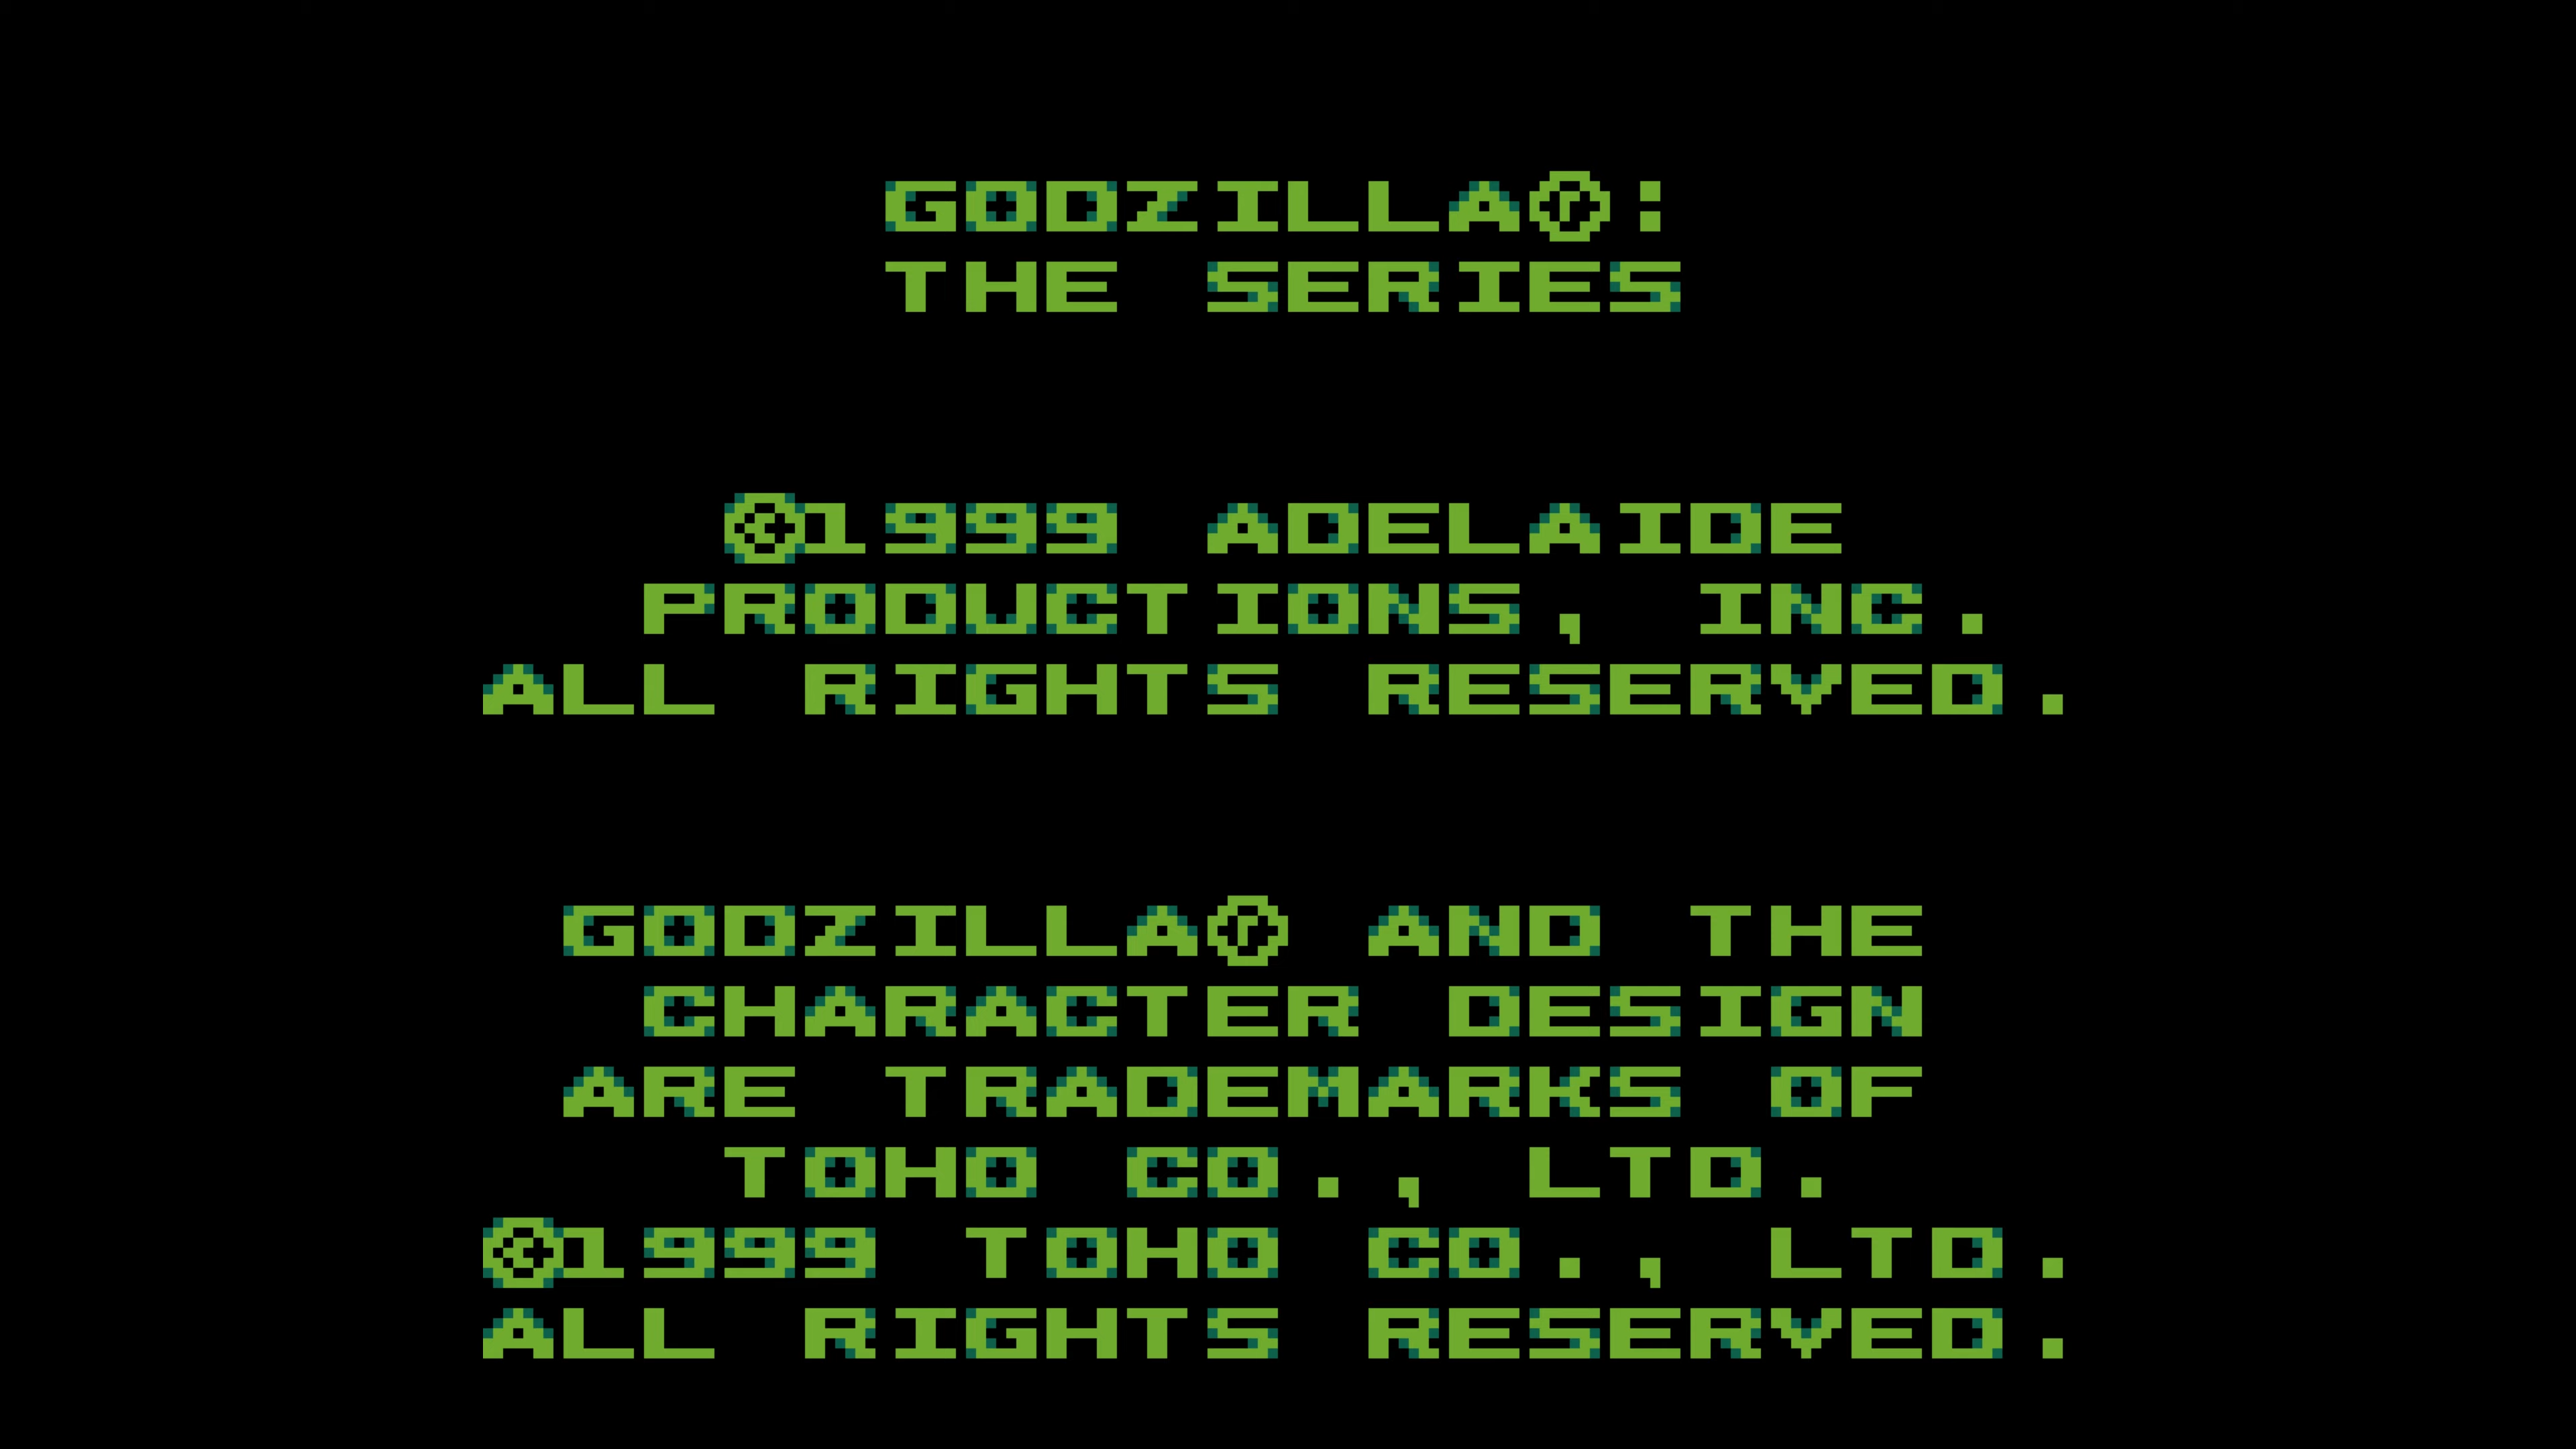 GODZILLA®:
THE SERIES
©1999 ADELAIDE
PRODUCTIONS, INC.
ALL RIGHTS RESERVED.
GODZILLA® AND THE
CHARACTER DESIGN
ARE TRADEMARKS OF
TOHO CO., LTD.
©1999 TOHO CO., LTD.
ALL RIGHTS RESERVED.